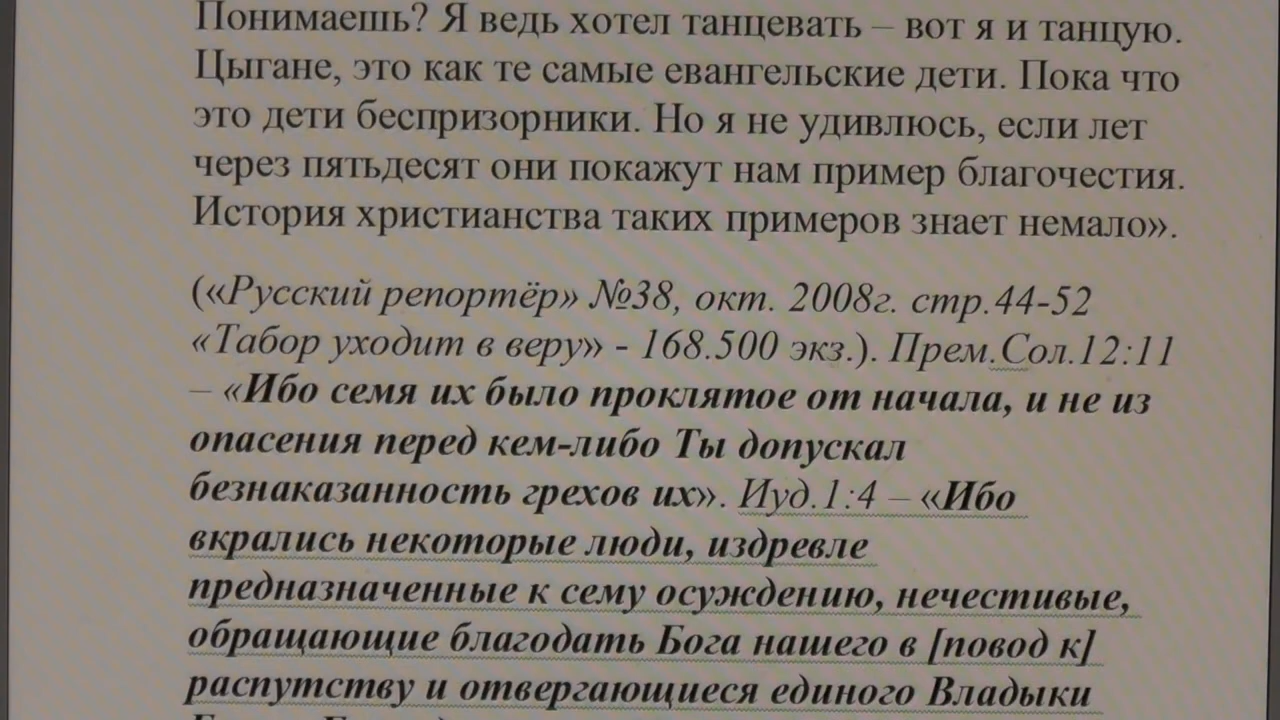 Понимаешь? Я ведь хотел танцевать – вот я и танцую.
Цыгане, это как те самые евангельские дети. Пока что
это дети беспризорники. Но я не удивлюсь, если лет
через пятьдесят они покажут нам пример благочестия.
История христианства таких примеров знает немало».
(«Русский репортёр» №38, окт. 2008г. стр.44-52
«Табор уходит в веру» - 168.500 экз.). Прем.Сол.12:11
– «Ибо семя их было проклятое от начала, и не из
опасения перед кем-либо Ты допускал
безнаказанность грехов их». Иуд.1:4 – «Ибо
вкрались некоторые люди, издревле
предназначенные к сему осуждению, нечестивые,
обращающие благодать Бога нашего в [повод к]
распутству и отвергающиеся единого Владыки